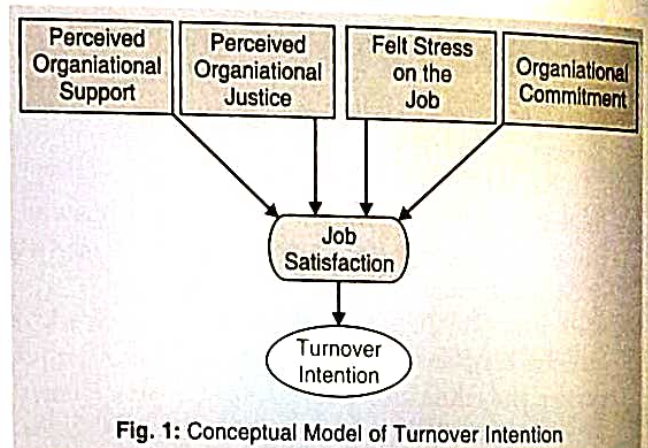 Perceived
Organiational
Support
Perceived
Organiational
Justice
Felt Stress
on the
Job
Organiational
Commitment
Job
Satisfaction
Turnover
Intention
Fig. 1: Conceptual Model of Turnover Intention